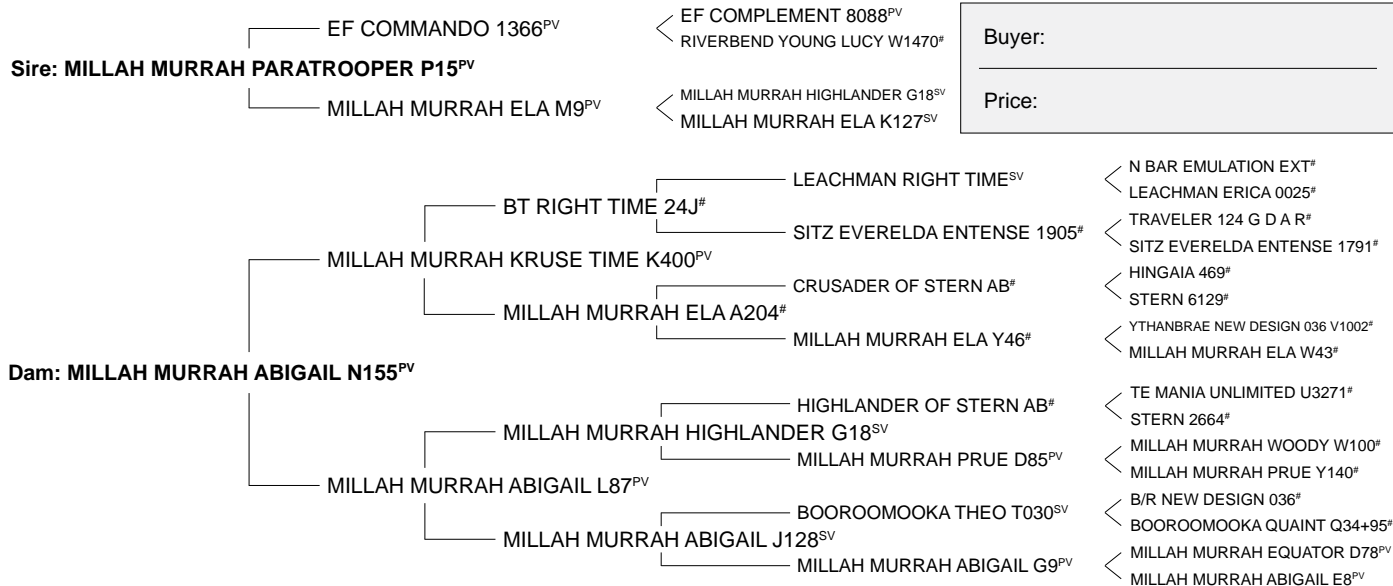 EF COMMANDO 1366PV
EF COMPLEMENT 8088PV
RIVERBEND YOUNG LUCY W1470#
Buyer:
Sire: MILLAH MURRAH PARATROOPER P15PV
MILLAH MURRAH ELA M9PV
MILLAH MURRAH HIGHLANDER G18SV
MILLAH MURRAH ELA K127SV
Price:
LEACHMAN RIGHT TIMESV
N BAR EMULATION EXT#
LEACHMAN ERICA 0025#
BT RIGHT TIME 24J#
SITZ EVERELDA ENTENSE 1905#
TRAVELER 124 G D A R#
SITZ EVERELDA ENTENSE 1791#
MILLAH MURRAH KRUSE TIME K400PV
CRUSADER OF STERN AB#
HINGAIA 469#
STERN 6129#
MILLAH MURRAH ELA A204#
MILLAH MURRAH ELA Y46#
YTHANBRAE NEW DESIGN 036 V1002#
MILLAH MURRAH ELA W43#
Dam: MILLAH MURRAH ABIGAIL N155PV
HIGHLANDER OF STERN AB#
TE MANIA UNLIMITED U3271#
STERN 2664#
MILLAH MURRAH HIGHLANDER G18SV
MILLAH MURRAH PRUE D85PV
MILLAH MURRAH WOODY W100#
MILLAH MURRAH PRUE Y140#
MILLAH MURRAH ABIGAIL L87PV
BOOROOMOOKA THEO T030SV
B/R NEW DESIGN 036#
BOOROOMOOKA QUAINT Q34+95#
MILLAH MURRAH ABIGAIL J128SV
MILLAH MURRAH ABIGAIL G9PV
MILLAH MURRAH EQUATOR D78PV
MILLAH MURRAH ABIGAIL E8PV